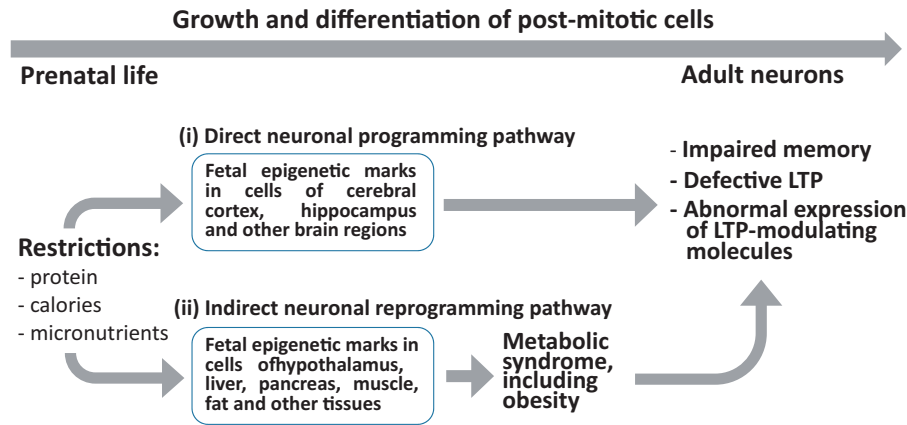 Growth and differentiation of post-mitotic cells
Prenatal life
Adult neurons
(i) Direct neuronal programming pathway
Fetal epigenetic marks
in cells of cerebral
cortex, hippocampus
and other brain regions
- Impaired memory
- Defective LTP
- Abnormal expression
of LTP-modulating
molecules
Restrictions:
- protein
- calories
- micronutrients
(ii) Indirect neuronal reprogramming pathway
Fetal epigenetic marks in
cells ofhypothalamus,
liver, pancreas, muscle,
fat and other tissues
Metabolic
syndrome,
including
obesity